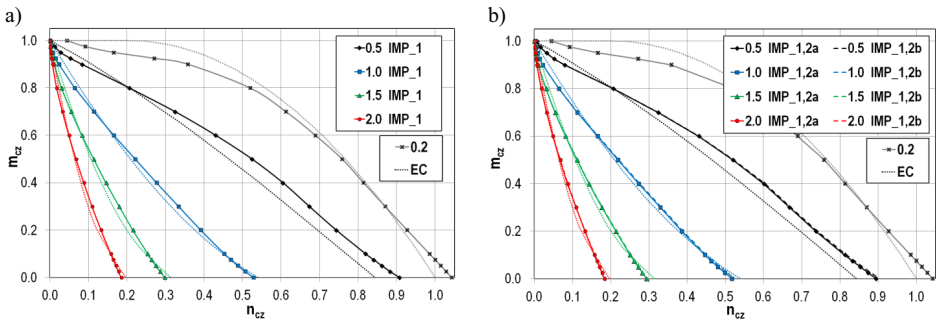 a)
1.0
0.8
0.6
0.4
0.2
0.0
m_cz
0.0 0.1 0.2 0.3 0.4 0.5 0.6 0.7 0.8 0.9 1.0
n_cz
0.5 IMP_1
1.0 IMP_1
1.5 IMP_1
2.0 IMP_1
0.2
EC
b)
1.0
0.8
0.6
0.4
0.2
0.0
m_cz
0.0 0.1 0.2 0.3 0.4 0.5 0.6 0.7 0.8 0.9 1.0
n_cz
0.5 IMP_1,2a 0.5 IMP_1,2b
1.0 IMP_1,2a 1.0 IMP_1,2b
1.5 IMP_1,2a 1.5 IMP_1,2b
2.0 IMP_1,2a 2.0 IMP_1,2b
0.2
EC